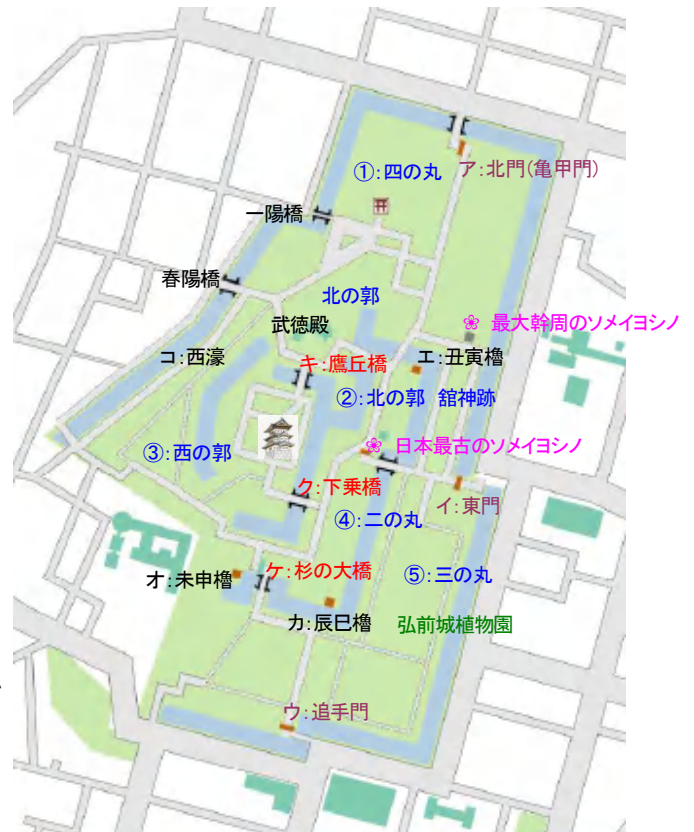 ①:四の丸
ア:北門(亀甲門)
一陽橋
春陽橋
北の郭
武徳殿
❀ 最大幹周のソメイヨシノ
コ:西濠
キ:鷹丘橋
エ:丑寅櫓
②:北の郭 舘神跡
③:西の郭
❀ 日本最古のソメイヨシノ
ク:下乗橋
イ:東門
④:二の丸
オ:未申櫓
ケ:杉の大橋
⑤:三の丸
カ:辰巳櫓
弘前城植物園
ウ:追手門